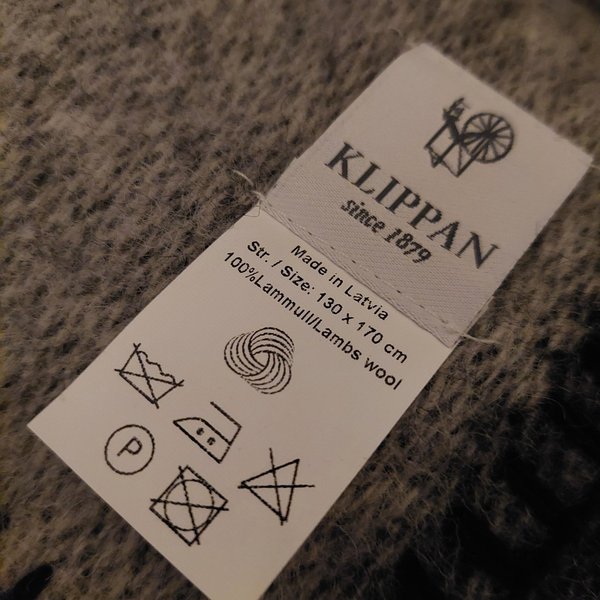 KLIPPAN
since 1879
Made in Latvia
Str. / Size: 130 x 170 cm
100%Lammull/Lambs wool
P